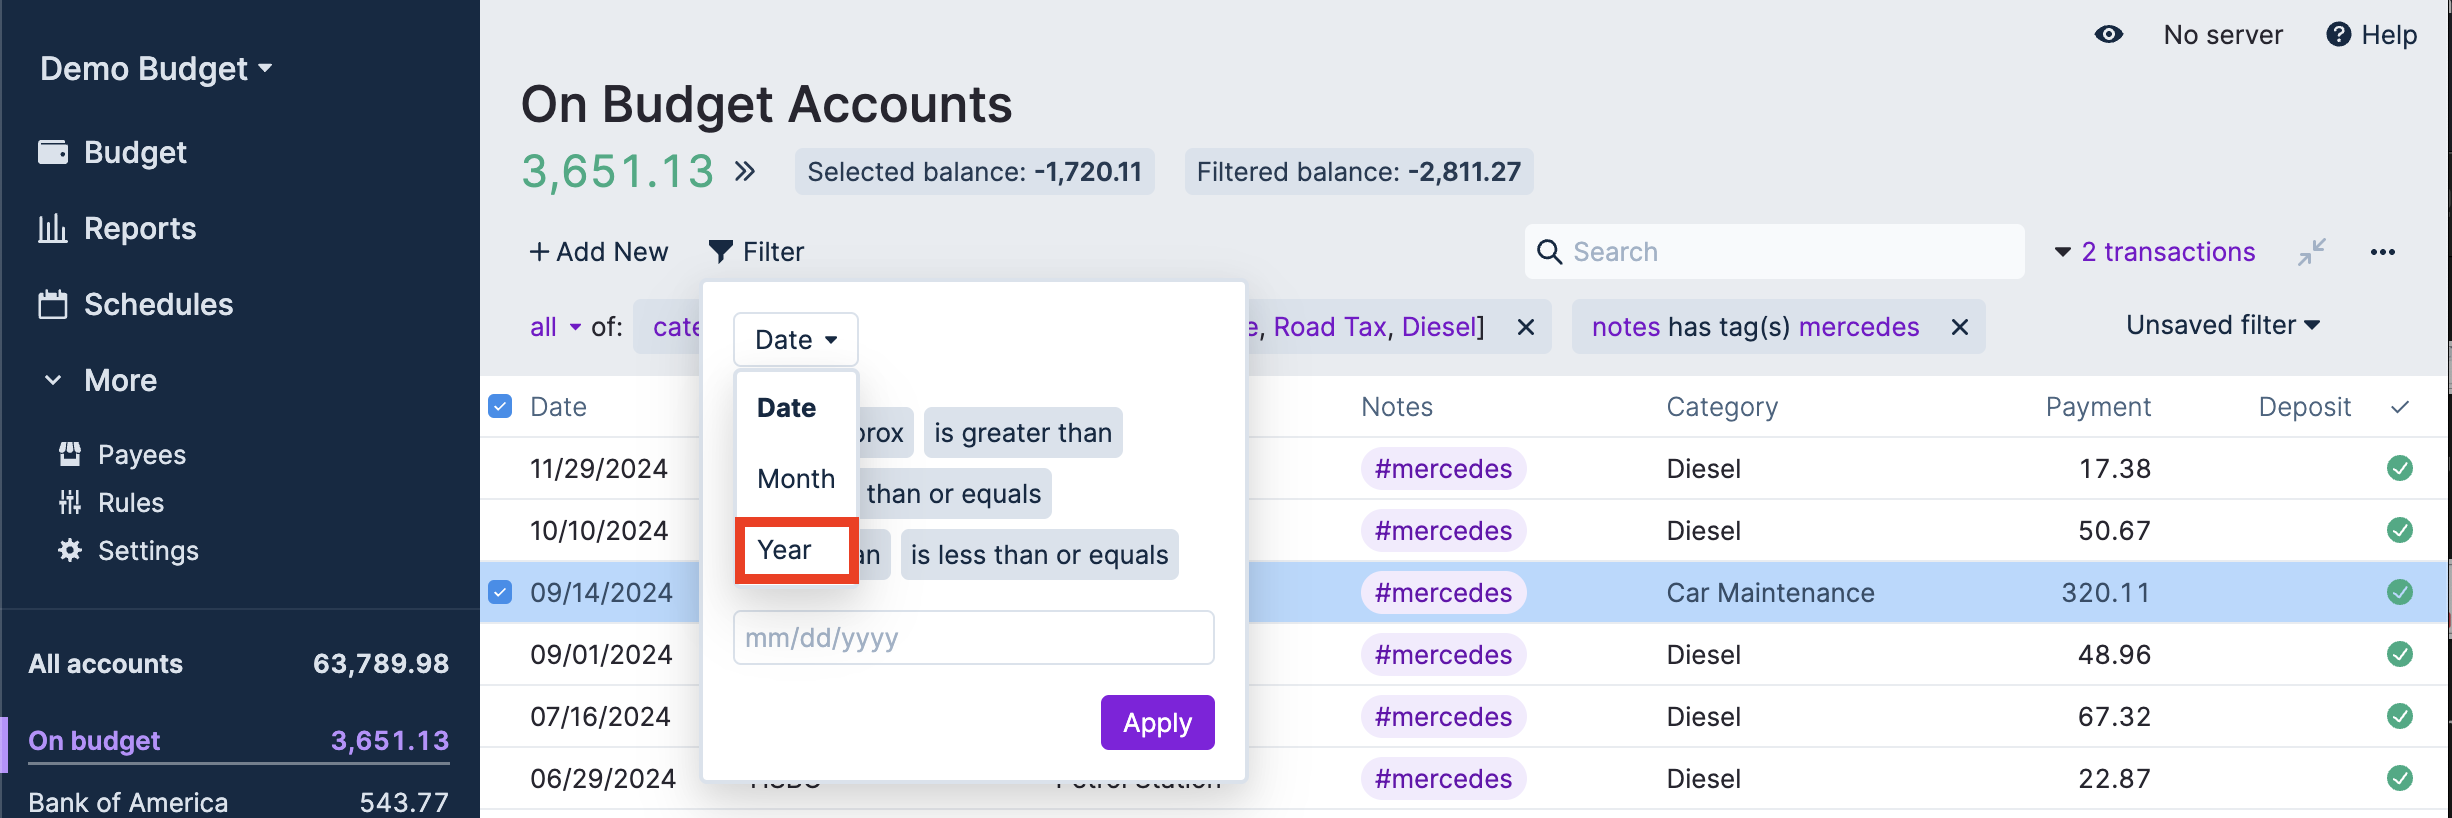 Demo Budget
Budget
Reports
Schedules
More
Payees
Rules
Settings
All accounts 63,789.98
On budget 3,651.13
Bank of America 543.77
No server
Help
On Budget Accounts
3,651.13
Selected balance: -1,720.11
Filtered balance: -2,811.27
+ Add New
Filter
Search
2 transactions
all of:
Road Tax, Diesel]
notes has tag(s) mercedes
Unsaved filter
Date
Date
Month
Year
is greater than
than or equals
is less than or equals
mm/dd/yyyy
Apply
Date Notes Category Payment Deposit
11/29/2024 #mercedes Diesel 17.38
10/10/2024 #mercedes Diesel 50.67
09/14/2024 #mercedes Car Maintenance 320.11
09/01/2024 #mercedes Diesel 48.96
07/16/2024 #mercedes Diesel 67.32
06/29/2024 #mercedes Diesel 22.87